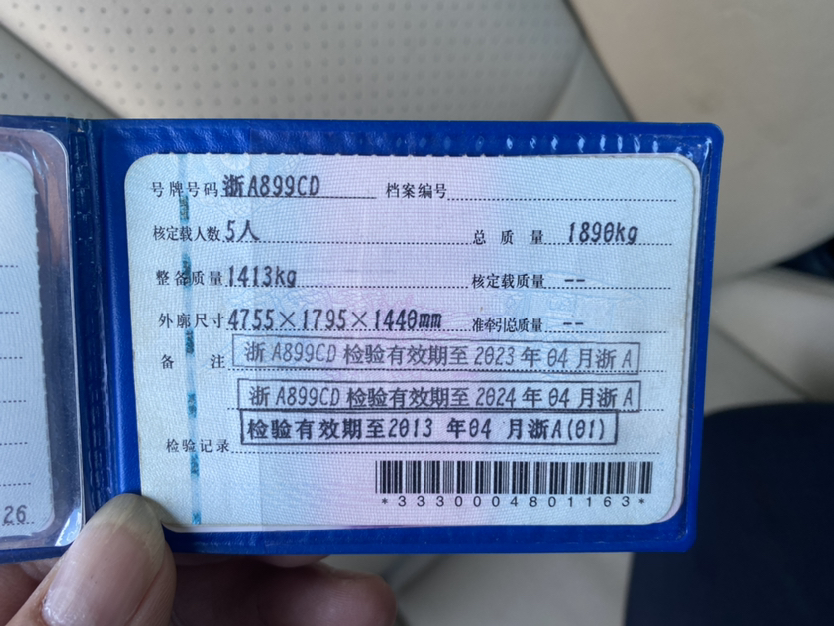 号牌号码 浙A899CD 档案编号
核定载人数 5人 总质量 1890kg
整备质量 1413kg 核定载质量 --
外廓尺寸 4755×1795×1440mm 准牵引总质量 --
备注 浙A899CD检验有效期至2023年04月浙A
浙A899CD检验有效期至2024年04月浙A
检验有效期至2013年04月浙A(01)
检验记录
*3330004801163*
26